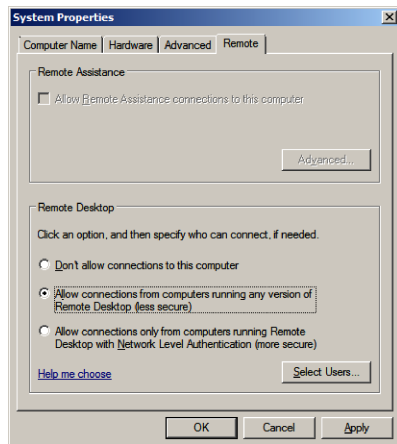 System Properties
Computer Name Hardware Advanced Remote
Remote Assistance
Allow Remote Assistance connections to this computer
Advanced...
Remote Desktop
Click an option, and then specify who can connect, if needed.
Don't allow connections to this computer
Allow connections from computers running any version of
Remote Desktop (less secure)
Allow connections only from computers running Remote
Desktop with Network Level Authentication (more secure)
Help me choose
Select Users...
OK Cancel Apply